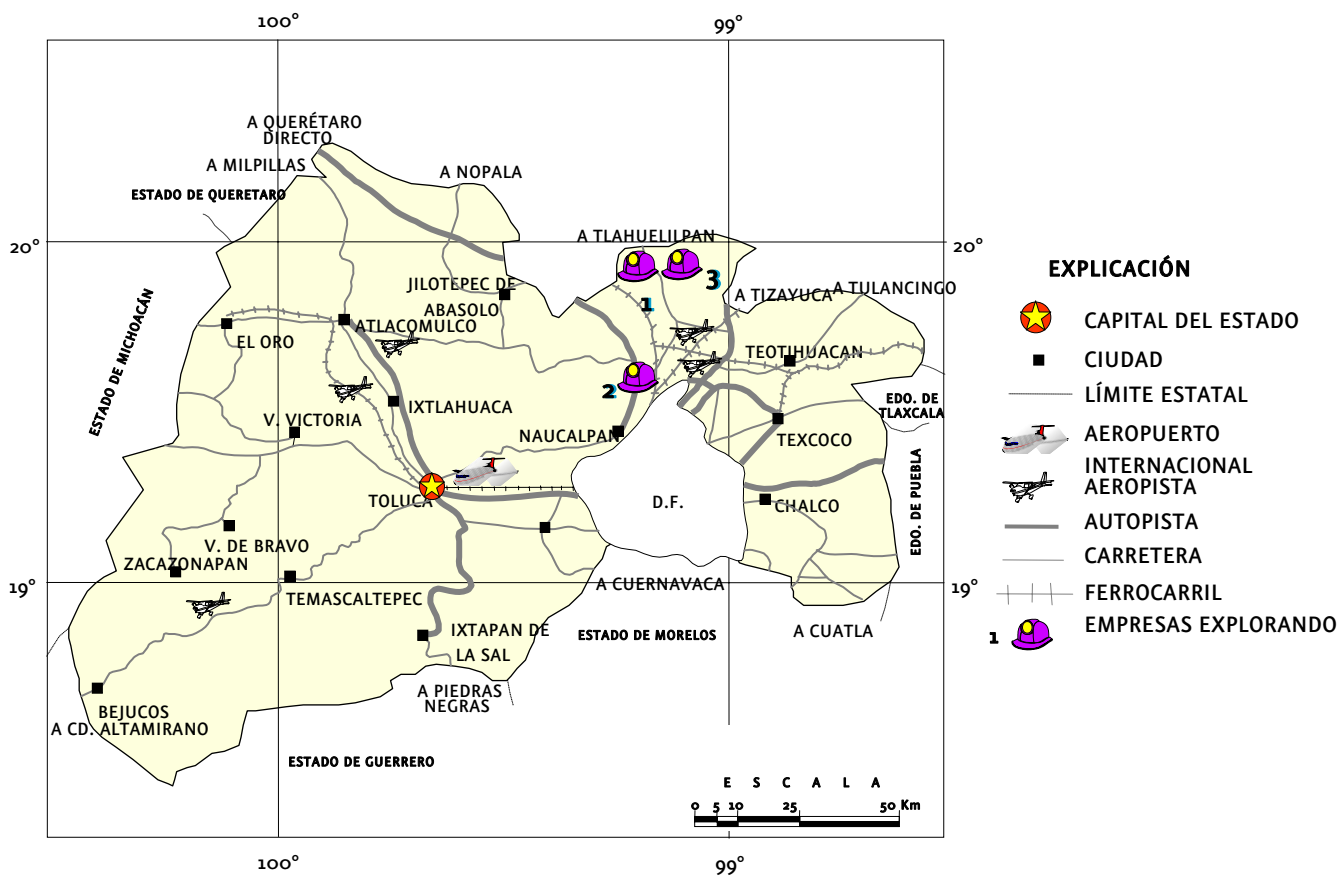 100°
99°
A QUERÉTARO
DIRECTO
A MILPILLAS
A NOPALA
ESTADO DE QUERETARO
20°
A TLAHUELILPAN
20°
EXPLICACIÓN
JILOTEPEC DE
ABASOLO
3
1
A TIZAYUCA
A TULANCINGO
ESTADO DE MICHOACÁN
ATLACOMULCO
EL ORO
TEOTIHUACAN
2
EDO. DE
TLAXCALA
IXTLAHUACA
V. VICTORIA
NAUCALPAN
TEXCOCO
TOLUCA
D.F.
CHALCO
EDO. DE PUEBLA
V. DE BRAVO
ZACAZONAPAN
19°
TEMASCALTEPEC
A CUERNAVACA
19°
IXTAPAN DE
LA SAL
ESTADO DE MORELOS
A CUATLA
A PIEDRAS
NEGRAS
BEJUCOS
A CD. ALTAMIRANO
ESTADO DE GUERRERO
E S C A L A
0 5 10 25 50 Km
100°
99°
CAPITAL DEL ESTADO
CIUDAD
LÍMITE ESTATAL
AEROPUERTO
INTERNACIONAL
AEROPISTA
AUTOPISTA
CARRETERA
FERROCARRIL
1 EMPRESAS EXPLORANDO